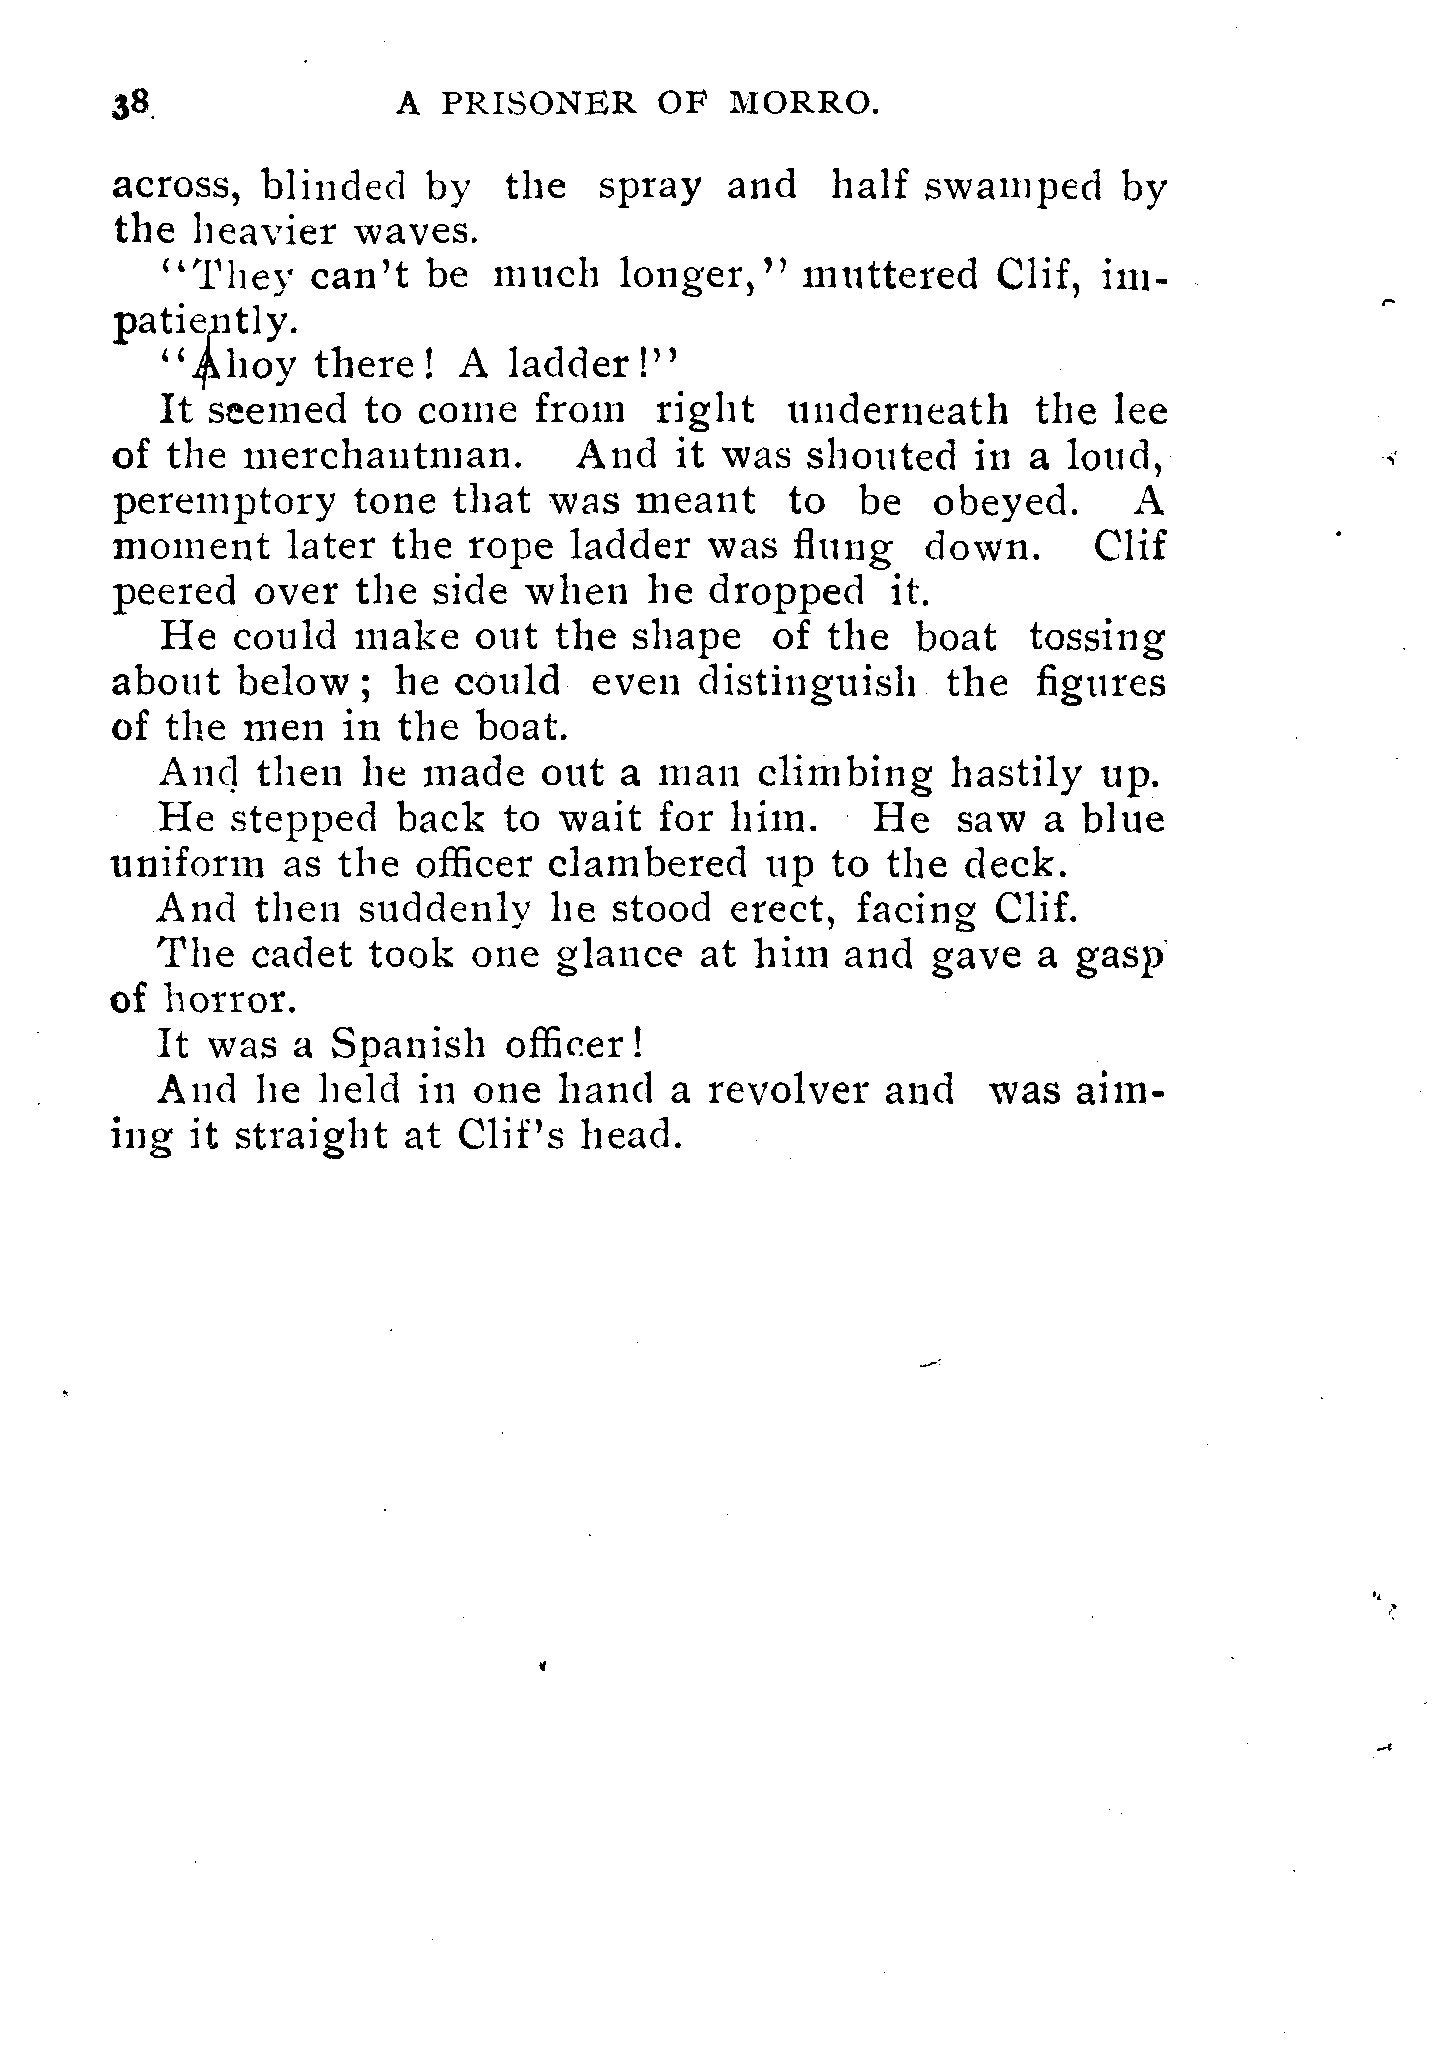 38 A PRISONER OF MORRO.
across, blinded by the spray and half swamped by
the heavier waves.
"They can't be much longer," muttered Clif, im-
patiently.
"Ahoy there! A ladder!"
It seemed to come from right underneath the lee
of the merchantman. And it was shouted in a loud,
peremptory tone that was meant to be obeyed. A
moment later the rope ladder was flung down. Clif
peered over the side when he dropped it.
He could make out the shape of the boat tossing
about below; he could even distinguish the figures
of the men in the boat.
And then he made out a man climbing hastily up.
He stepped back to wait for him. He saw a blue
uniform as the officer clambered up to the deck.
And then suddenly he stood erect, facing Clif.
The cadet took one glance at him and gave a gasp
of horror.
It was a Spanish officer!
And he held in one hand a revolver and was aim-
ing it straight at Clif's head.